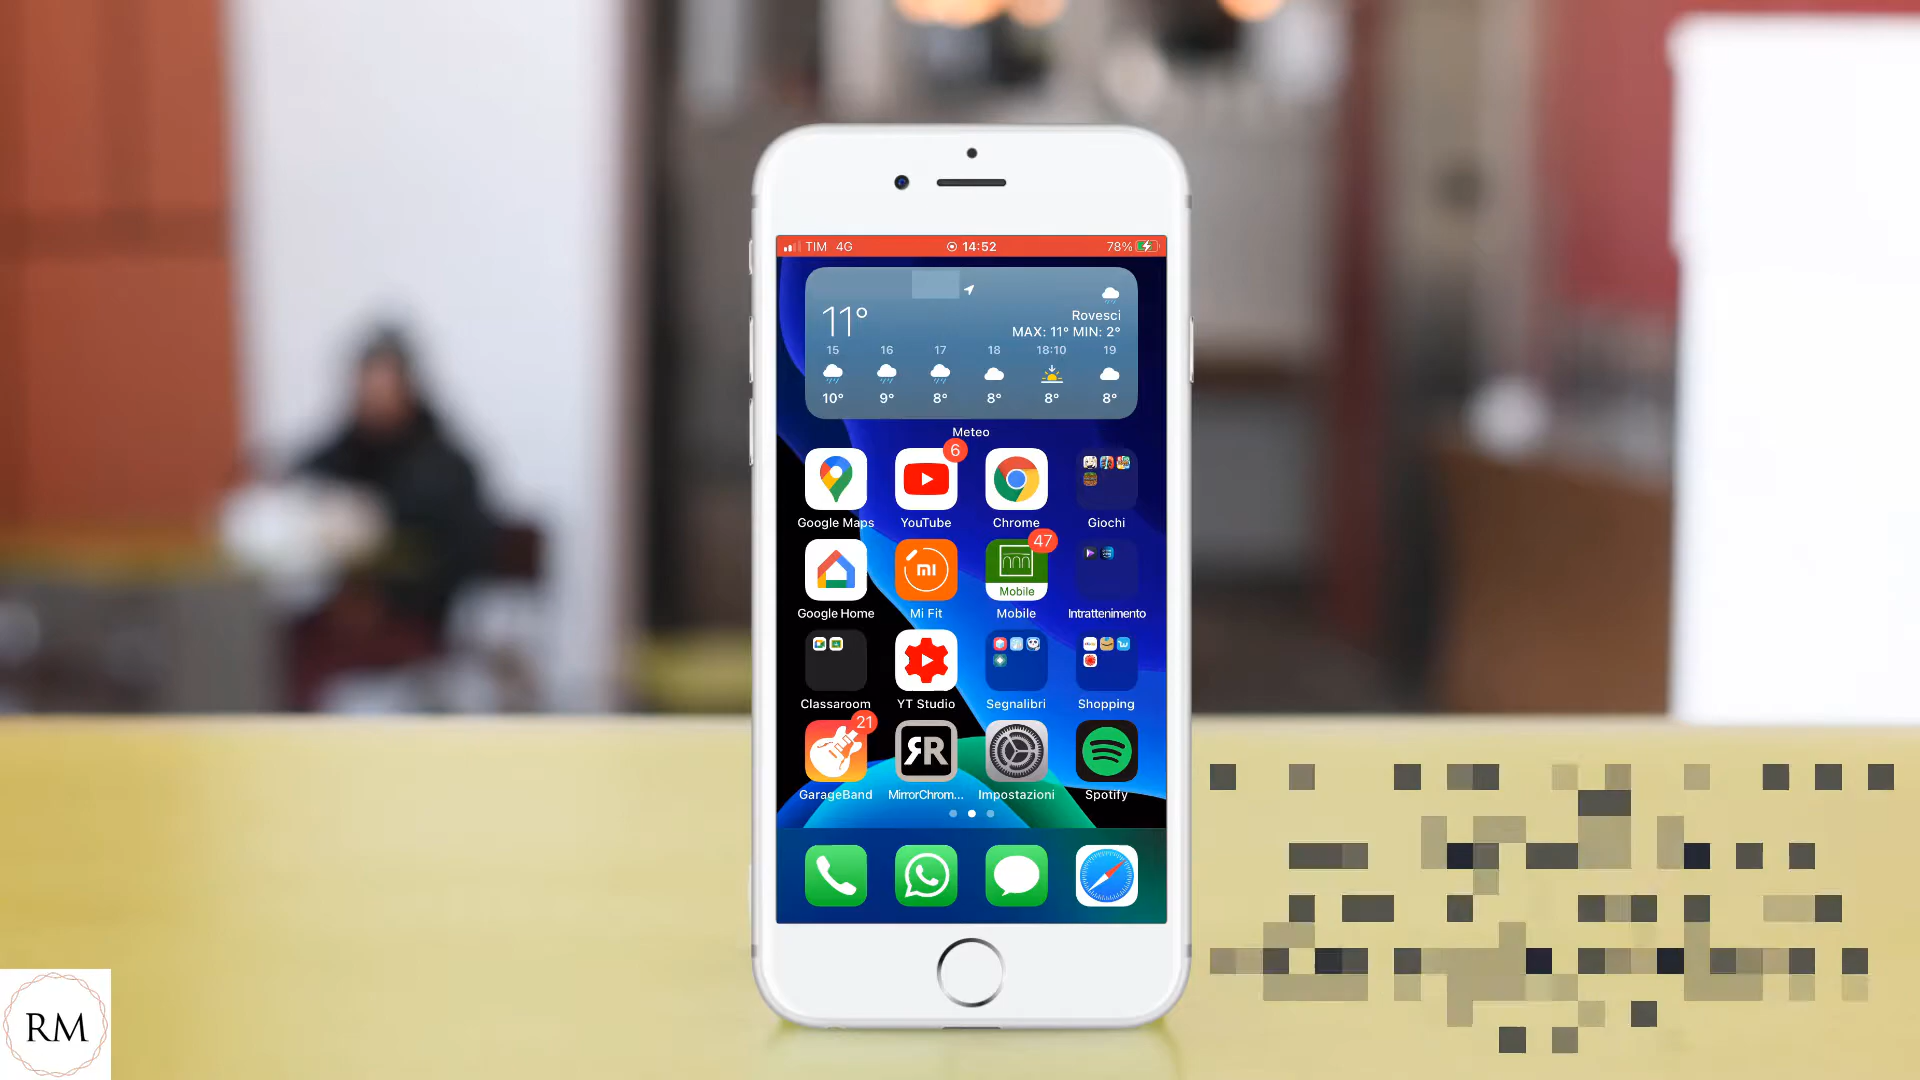 TIM 4G 14:52 78%
11°
Rovesci
MAX: 11° MIN: 2°
15 16 17 18 18:10 19
10° 9° 8° 8° 8° 8°
Meteo
6
Google Maps YouTube Chrome Giochi
47
mi
Mobile
Google Home Mi Fit Mobile Intrattenimento
Classaroom YT Studio Segnalibri Shopping
21
RR
GarageBand MirrorChrom... Impostazioni Spotify
RM